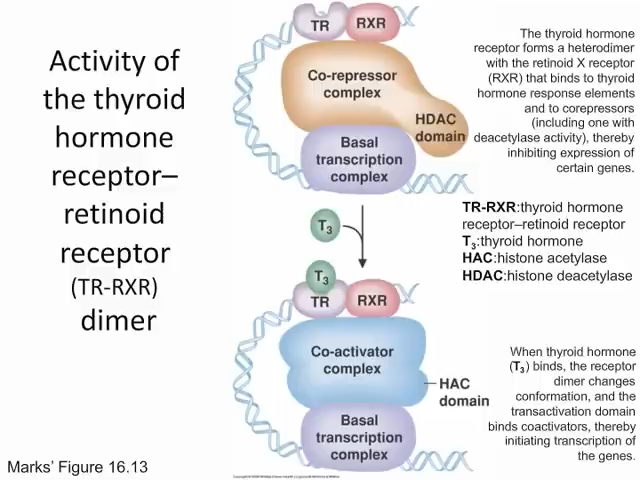 Activity of
the thyroid
hormone
receptor–
retinoid
receptor
(TR-RXR)
dimer
Marks' Figure 16.13
TR
RXR
Co-repressor
complex
HDAC
domain
Basal
transcription
complex
T3
T3
TR
RXR
Co-activator
complex
HAC
domain
Basal
transcription
complex
The thyroid hormone
receptor forms a heterodimer
with the retinoid X receptor
(RXR) that binds to thyroid
hormone response elements
and to corepressors
(including one with
deacetylase activity), thereby
inhibiting expression of
certain genes.
TR-RXR:thyroid hormone
receptor–retinoid receptor
T3:thyroid hormone
HAC:histone acetylase
HDAC:histone deacetylase
When thyroid hormone
(T3) binds, the receptor
dimer changes
conformation, and the
transactivation domain
binds coactivators, thereby
initiating transcription of
the genes.